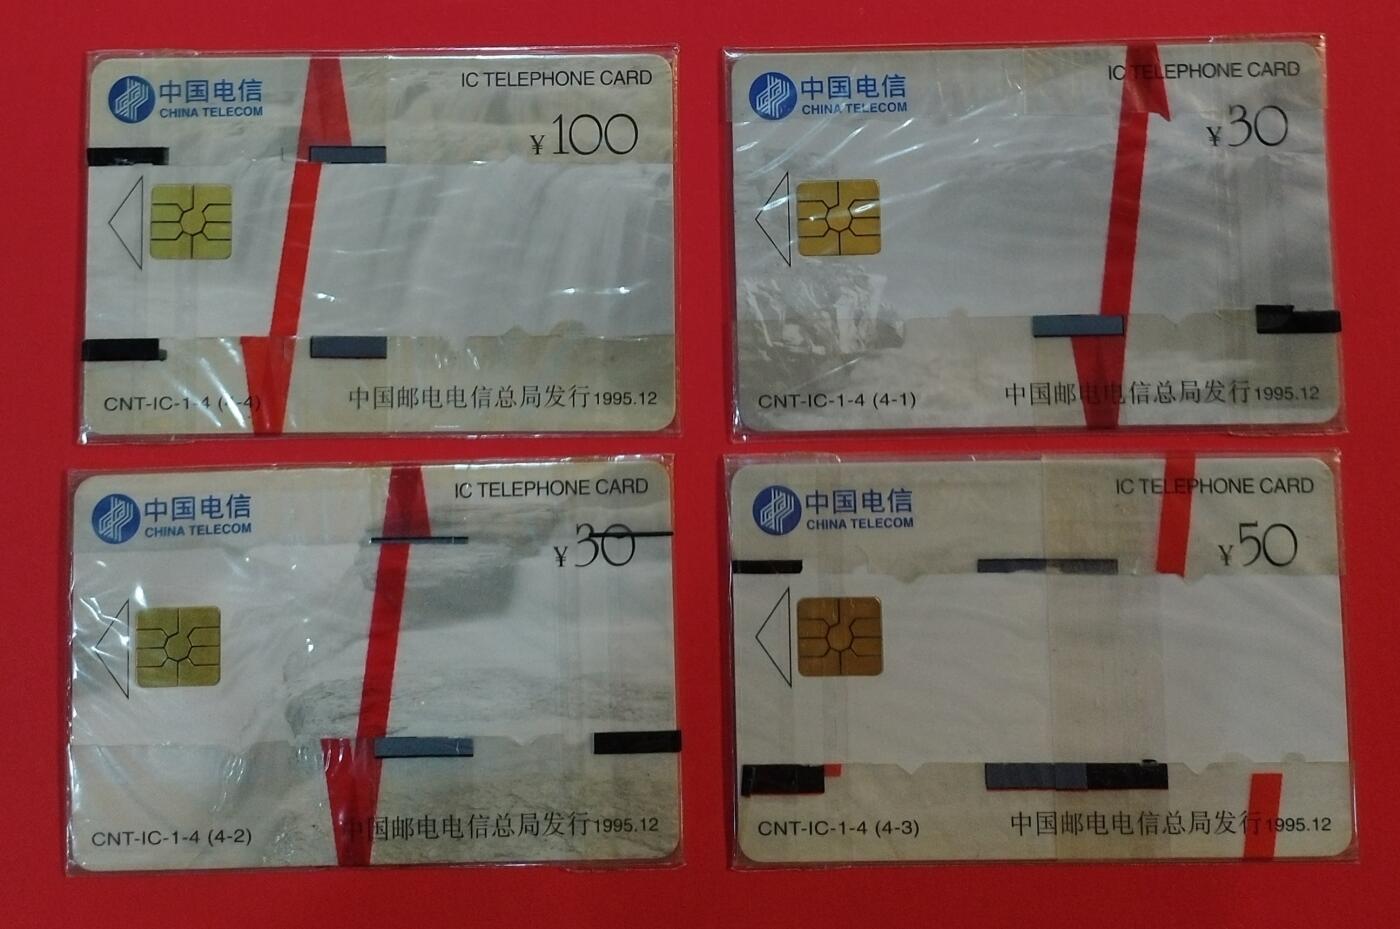 中国电信
CHINA TELECOM
IC TELEPHONE CARD
¥100
CNT-IC-1-4 (4-4)
中国邮电电信总局发行1995.12
中国电信
CHINA TELECOM
IC TELEPHONE CARD
¥30
CNT-IC-1-4 (4-1)
中国邮电电信总局发行1995.12
中国电信
CHINA TELECOM
IC TELEPHONE CARD
¥30
CNT-IC-1-4 (4-2)
中国邮电电信总局发行1995.12
中国电信
CHINA TELECOM
IC TELEPHONE CARD
¥50
CNT-IC-1-4 (4-3)
中国邮电电信总局发行1995.12